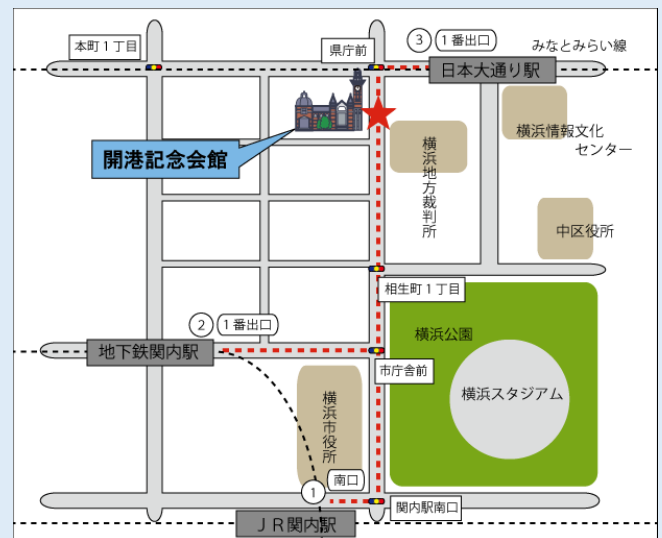 本町１丁目
県庁前
③ １番出口
みなとみらい線
日本大通り駅
開港記念会館
横浜地方裁判所
横浜情報文化
センター
中区役所
相生町１丁目
② １番出口
地下鉄関内駅
市庁舎前
横浜公園
横浜スタジアム
横浜市役所
① 南口
関内駅南口
ＪＲ関内駅